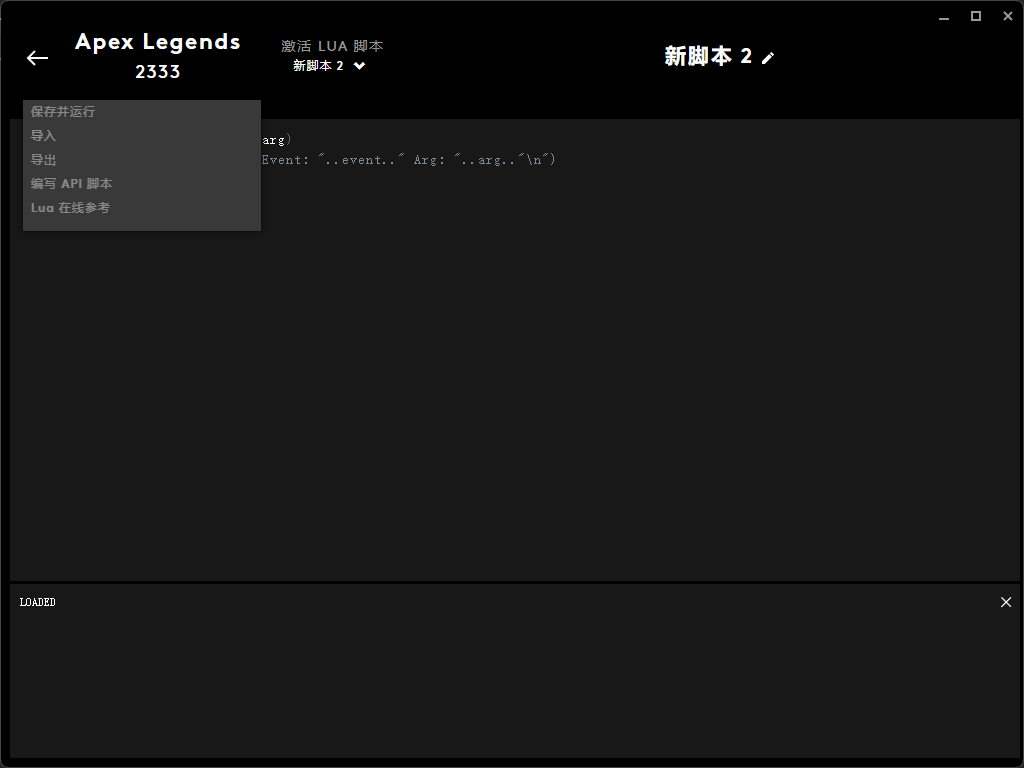 Apex Legends
2333
激活 LUA 脚本
新脚本 2
新脚本 2
保存并运行
导入
导出
编写 API 脚本
Lua 在线参考
arg)
Event: "..event.." Arg: "..arg.."\n")
LOADED